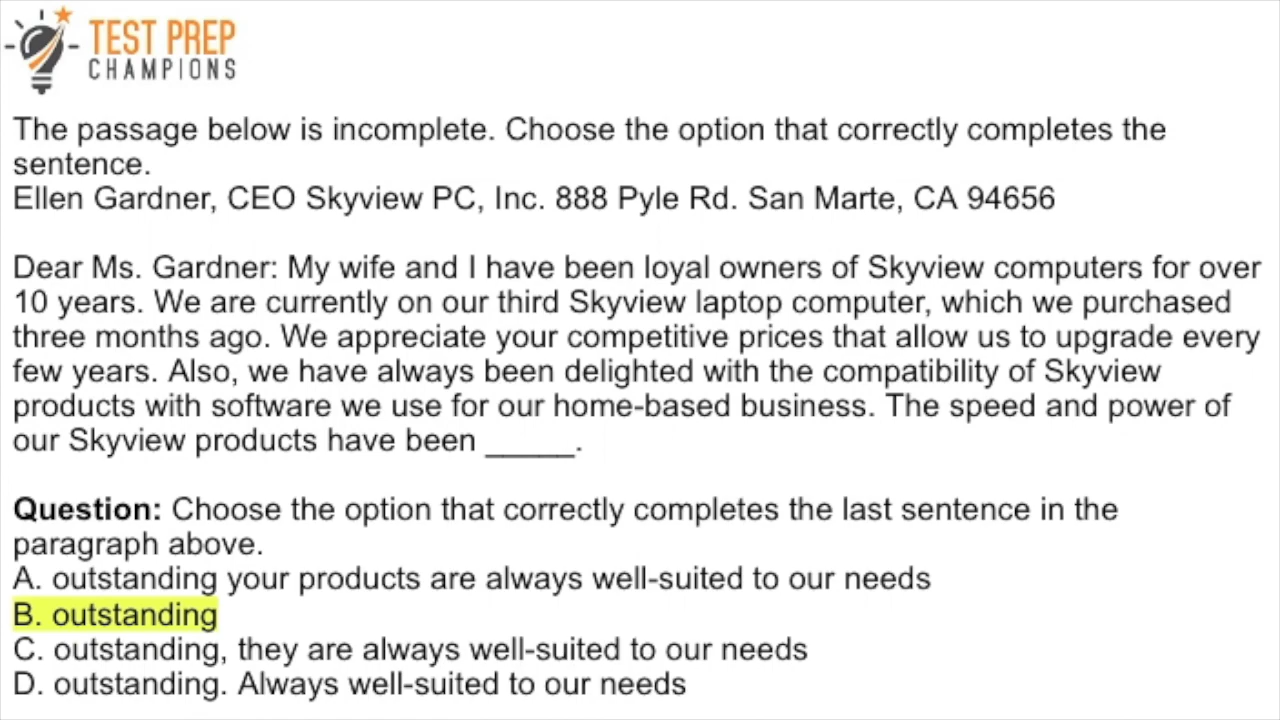 TEST PREP
CHAMPIONS
The passage below is incomplete. Choose the option that correctly completes the
sentence.
Ellen Gardner, CEO Skyview PC, Inc. 888 Pyle Rd. San Marte, CA 94656
Dear Ms. Gardner: My wife and I have been loyal owners of Skyview computers for over
10 years. We are currently on our third Skyview laptop computer, which we purchased
three months ago. We appreciate your competitive prices that allow us to upgrade every
few years. Also, we have always been delighted with the compatibility of Skyview
products with software we use for our home-based business. The speed and power of
our Skyview products have been _____.
Question: Choose the option that correctly completes the last sentence in the
paragraph above.
A. outstanding your products are always well-suited to our needs
B. outstanding
C. outstanding, they are always well-suited to our needs
D. outstanding. Always well-suited to our needs